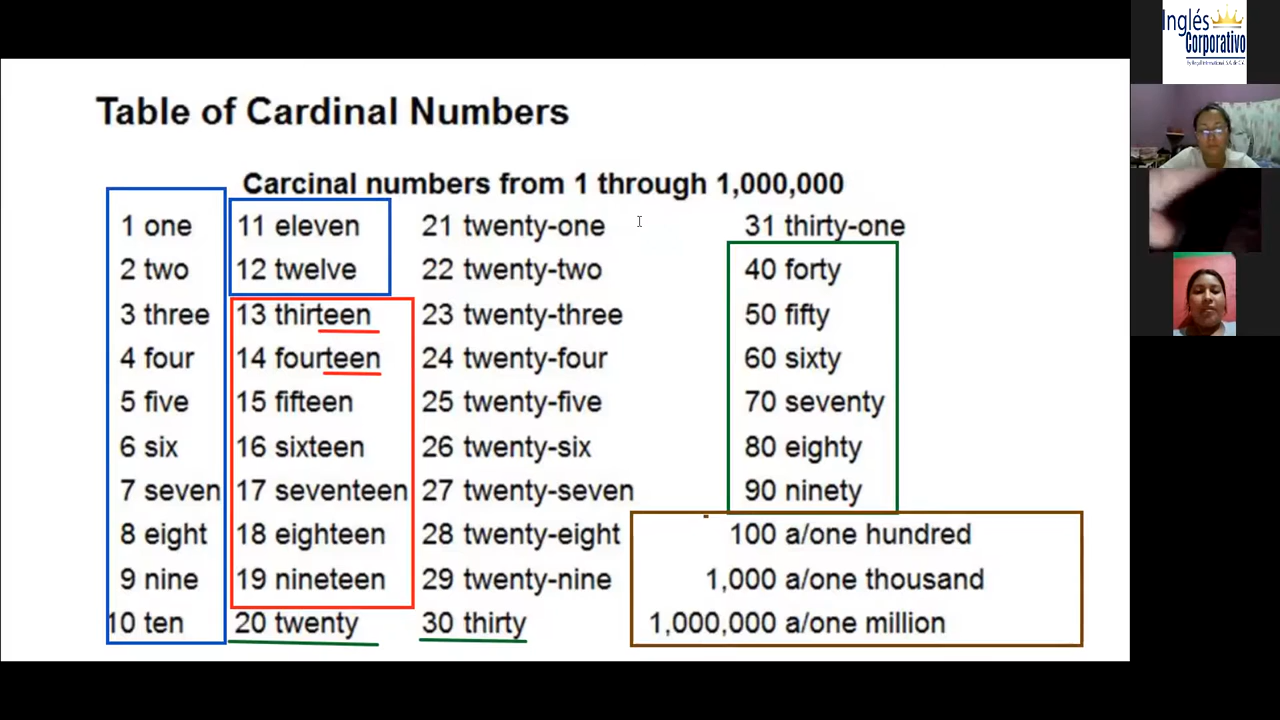 Table of Cardinal Numbers
Carcinal numbers from 1 through 1,000,000
1 one 11 eleven 21 twenty-one 31 thirty-one
2 two 12 twelve 22 twenty-two 40 forty
3 three 13 thirteen 23 twenty-three 50 fifty
4 four 14 fourteen 24 twenty-four 60 sixty
5 five 15 fifteen 25 twenty-five 70 seventy
6 six 16 sixteen 26 twenty-six 80 eighty
7 seven 17 seventeen 27 twenty-seven 90 ninety
8 eight 18 eighteen 28 twenty-eight 100 a/one hundred
9 nine 19 nineteen 29 twenty-nine 1,000 a/one thousand
10 ten 20 twenty 30 thirty 1,000,000 a/one million
Inglés
Corporativo